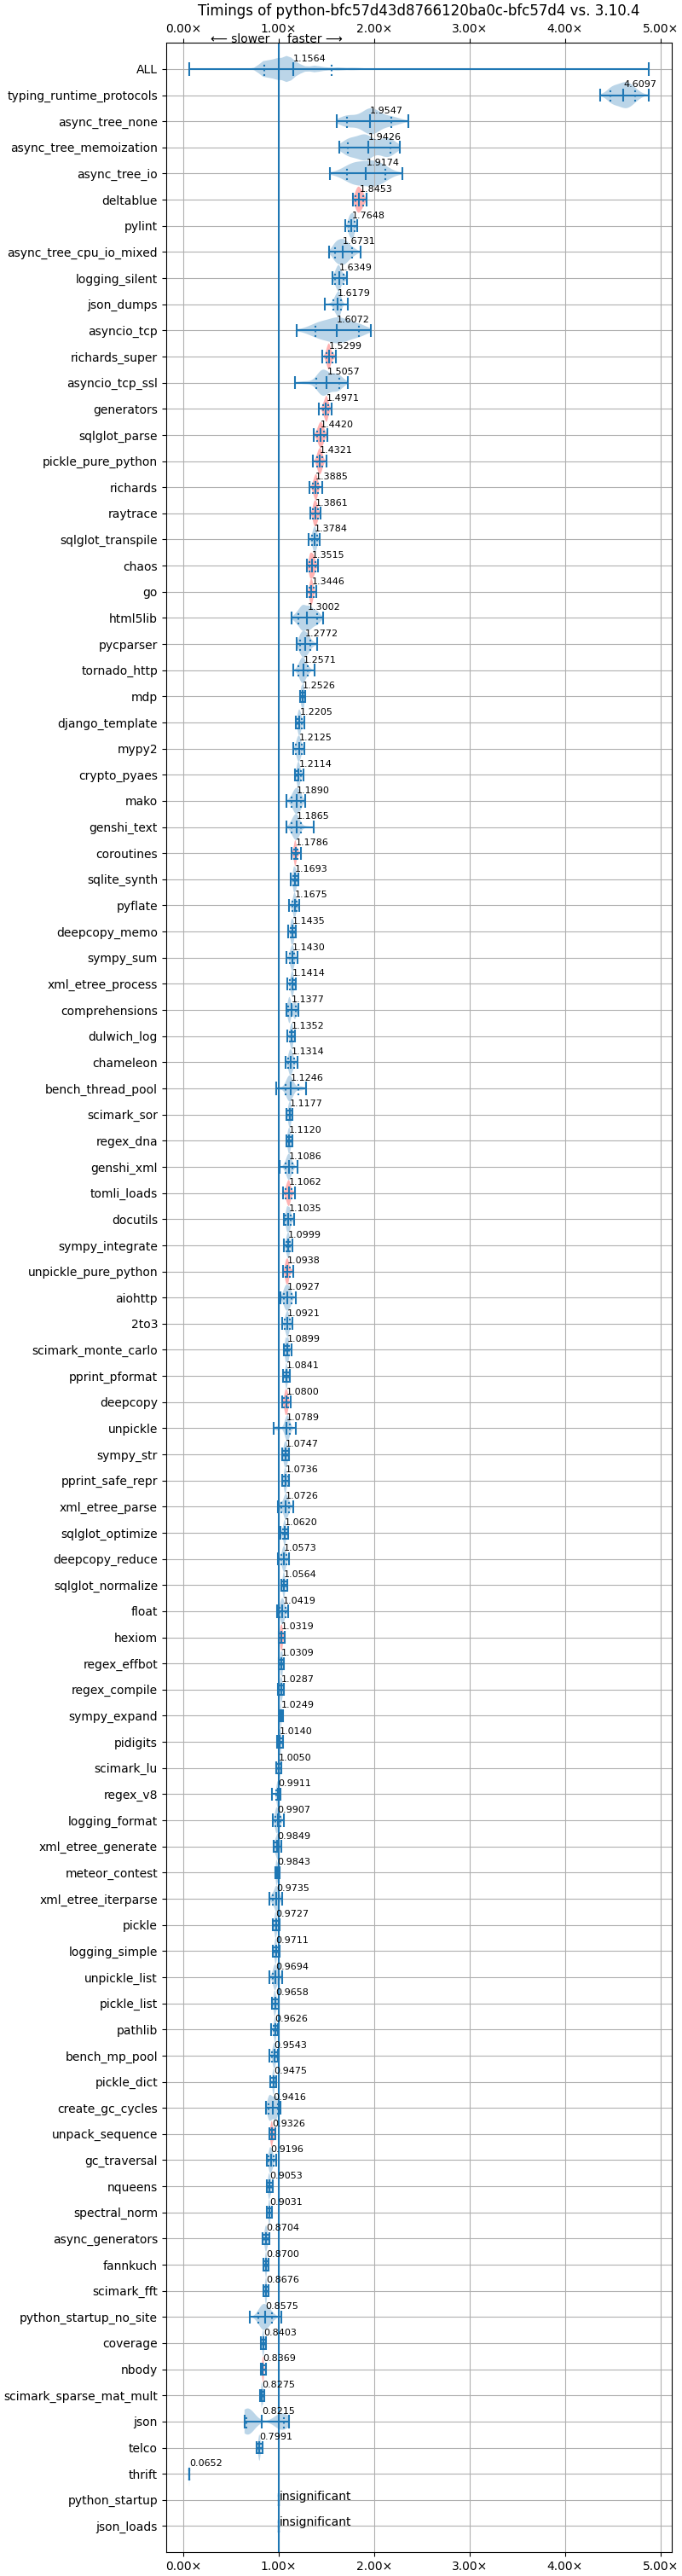 Timings of python-bfc57d43d8766120ba0c-bfc57d4 vs. 3.10.4
0.00× 1.00× 2.00× 3.00× 4.00× 5.00×
← slower faster →
ALL 1.1564
typing_runtime_protocols 4.6097
async_tree_none 1.9547
async_tree_memoization 1.9426
async_tree_io 1.9174
deltablue 1.8453
pylint 1.7648
async_tree_cpu_io_mixed 1.6731
logging_silent 1.6349
json_dumps 1.6179
asyncio_tcp 1.6072
richards_super 1.5299
asyncio_tcp_ssl 1.5057
generators 1.4971
sqlglot_parse 1.4420
pickle_pure_python 1.4321
richards 1.3885
raytrace 1.3861
sqlglot_transpile 1.3784
chaos 1.3515
go 1.3446
html5lib 1.3002
pycparser 1.2772
tornado_http 1.2571
mdp 1.2526
django_template 1.2205
mypy2 1.2125
crypto_pyaes 1.2114
mako 1.1890
genshi_text 1.1865
coroutines 1.1786
sqlite_synth 1.1693
pyflate 1.1675
deepcopy_memo 1.1435
sympy_sum 1.1430
xml_etree_process 1.1414
comprehensions 1.1377
dulwich_log 1.1352
chameleon 1.1314
bench_thread_pool 1.1246
scimark_sor 1.1177
regex_dna 1.1120
genshi_xml 1.1086
tomli_loads 1.1062
docutils 1.1035
sympy_integrate 1.0999
unpickle_pure_python 1.0938
aiohttp 1.0927
2to3 1.0921
scimark_monte_carlo 1.0899
pprint_pformat 1.0841
deepcopy 1.0800
unpickle 1.0789
sympy_str 1.0747
pprint_safe_repr 1.0736
xml_etree_parse 1.0726
sqlglot_optimize 1.0620
deepcopy_reduce 1.0573
sqlglot_normalize 1.0564
float 1.0419
hexiom 1.0319
regex_effbot 1.0309
regex_compile 1.0287
sympy_expand 1.0249
pidigits 1.0140
scimark_lu 1.0050
regex_v8 0.9911
logging_format 0.9907
xml_etree_generate 0.9849
meteor_contest 0.9843
xml_etree_iterparse 0.9735
pickle 0.9727
logging_simple 0.9711
unpickle_list 0.9694
pickle_list 0.9658
pathlib 0.9626
bench_mp_pool 0.9543
pickle_dict 0.9475
create_gc_cycles 0.9416
unpack_sequence 0.9326
gc_traversal 0.9196
nqueens 0.9053
spectral_norm 0.9031
async_generators 0.8704
fannkuch 0.8700
scimark_fft 0.8676
python_startup_no_site 0.8575
coverage 0.8403
nbody 0.8369
scimark_sparse_mat_mult 0.8275
json 0.8215
telco 0.7991
thrift 0.0652
python_startup insignificant
json_loads insignificant
0.00× 1.00× 2.00× 3.00× 4.00× 5.00×